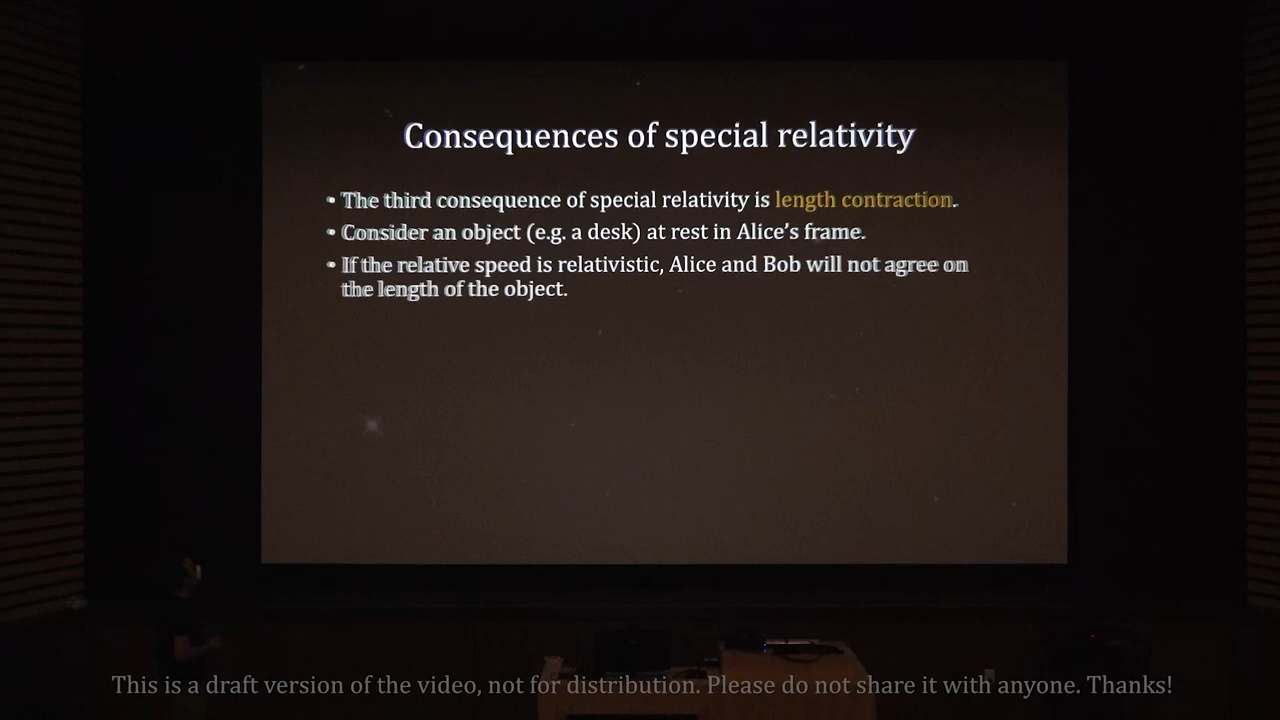 Consequences of special relativity
• The third consequence of special relativity is length contraction.
• Consider an object (e.g. a desk) at rest in Alice’s frame.
• If the relative speed is relativistic, Alice and Bob will not agree on
the length of the object.
This is a draft version of the video, not for distribution. Please do not share it with anyone. Thanks!